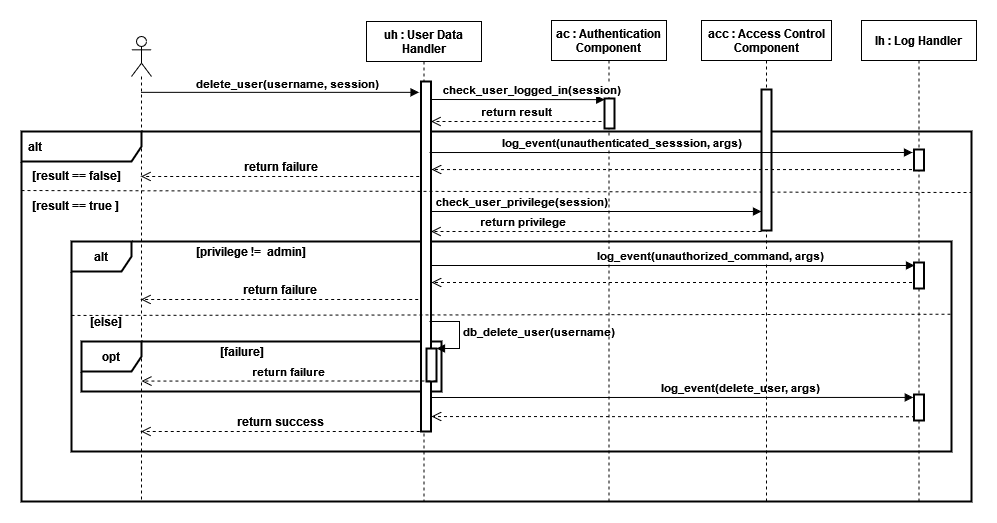 uh : User Data
Handler
ac : Authentication
Component
acc : Access Control
Component
lh : Log Handler
delete_user(username, session)
check_user_logged_in(session)
return result
alt
log_event(unauthenticated_sesssion, args)
return failure
[result == false]
[result == true ]
check_user_privilege(session)
return privilege
alt
[privilege != admin]
log_event(unauthorized_command, args)
return failure
[else]
db_delete_user(username)
opt
[failure]
return failure
log_event(delete_user, args)
return success